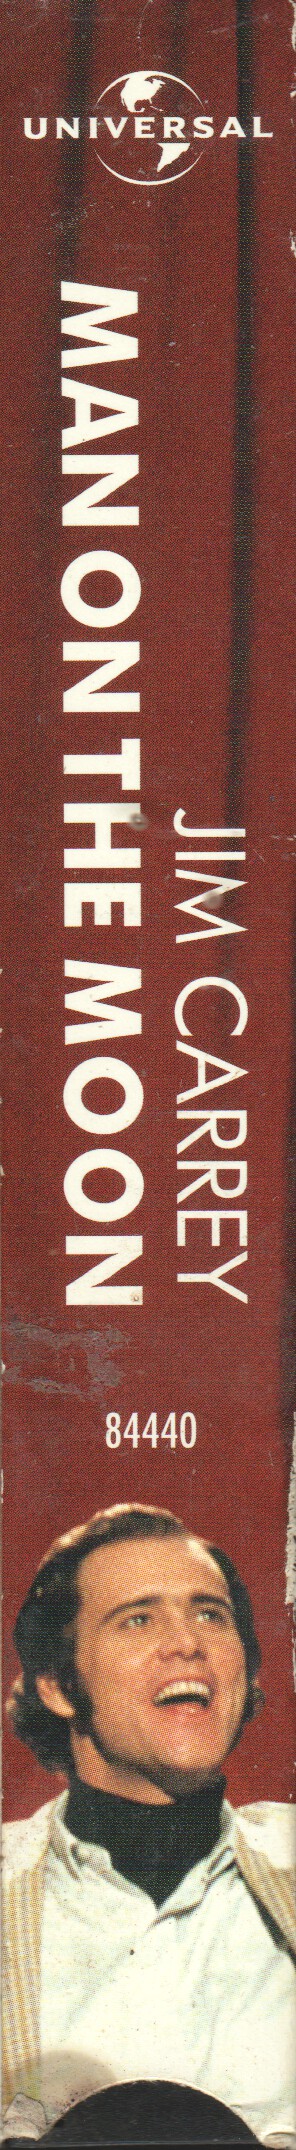 UNIVERSAL
JIM CARREY
MAN ON THE MOON
84440